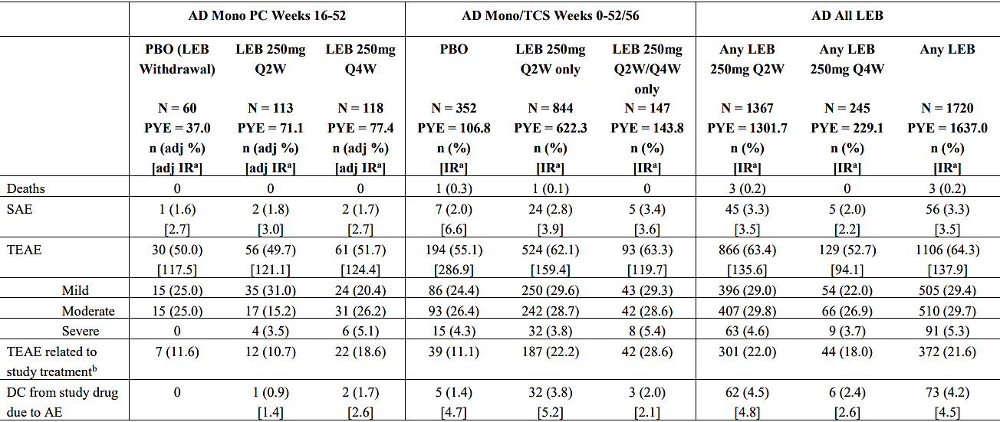 AD Mono PC Weeks 16-52 AD Mono/TCS Weeks 0-52/56 AD All LEB
PBO (LEB LEB 250mg LEB 250mg PBO LEB 250mg LEB 250mg Any LEB Any LEB Any LEB
Withdrawal) Q2W Q4W Q2W only Q2W/Q4W 250mg Q2W 250mg Q4W
only
N = 60 N = 113 N = 118 N = 352 N = 844 N = 147 N = 1367 N = 245 N = 1720
PYE = 37.0 PYE = 71.1 PYE = 77.4 PYE = 106.8 PYE = 622.3 PYE = 143.8 PYE = 1301.7 PYE = 229.1 PYE = 1637.0
n (adj %) n (adj %) n (adj %) n (%) n (%) n (%) n (%) n (%) n (%)
[adj IRᵃ] [adj IRᵃ] [adj IRᵃ] [IRᵃ] [IRᵃ] [IRᵃ] [IRᵃ] [IRᵃ] [IRᵃ]
Deaths 0 0 0 1 (0.3) 1 (0.1) 0 3 (0.2) 0 3 (0.2)
SAE 1 (1.6) 2 (1.8) 2 (1.7) 7 (2.0) 24 (2.8) 5 (3.4) 45 (3.3) 5 (2.0) 56 (3.3)
[2.7] [3.0] [2.7] [6.6] [3.9] [3.6] [3.5] [2.2] [3.5]
TEAE 30 (50.0) 56 (49.7) 61 (51.7) 194 (55.1) 524 (62.1) 93 (63.3) 866 (63.4) 129 (52.7) 1106 (64.3)
[117.5] [121.1] [124.4] [286.9] [159.4] [119.7] [135.6] [94.1] [137.9]
Mild 15 (25.0) 35 (31.0) 24 (20.4) 86 (24.4) 250 (29.6) 43 (29.3) 396 (29.0) 54 (22.0) 505 (29.4)
Moderate 15 (25.0) 17 (15.2) 31 (26.2) 93 (26.4) 242 (28.7) 42 (28.6) 407 (29.8) 66 (26.9) 510 (29.7)
Severe 0 4 (3.5) 6 (5.1) 15 (4.3) 32 (3.8) 8 (5.4) 63 (4.6) 9 (3.7) 91 (5.3)
TEAE related to 7 (11.6) 12 (10.7) 22 (18.6) 39 (11.1) 187 (22.2) 42 (28.6) 301 (22.0) 44 (18.0) 372 (21.6)
study treatmentᵇ
DC from study drug 0 1 (0.9) 2 (1.7) 5 (1.4) 32 (3.8) 3 (2.0) 62 (4.5) 6 (2.4) 73 (4.2)
due to AE [1.4] [2.6] [4.7] [5.2] [2.1] [4.8] [2.6] [4.5]